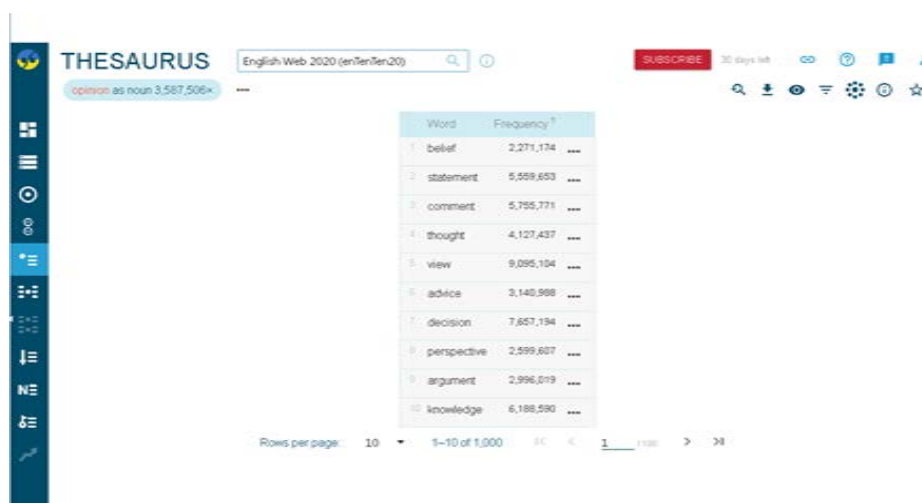 THESAURUS English Web 2020 (enTenTen20) SUBSCRIBE 30 days left
opinion as noun 3,587,506×
Word Frequency ?
1 belief 2,271,174
2 statement 5,559,653
3 comment 5,755,771
4 thought 4,127,437
5 view 9,095,104
6 advice 3,140,988
7 decision 7,657,194
8 perspective 2,599,607
9 argument 2,996,019
10 knowledge 6,188,590
Rows per page: 10 1–10 of 1,000 1